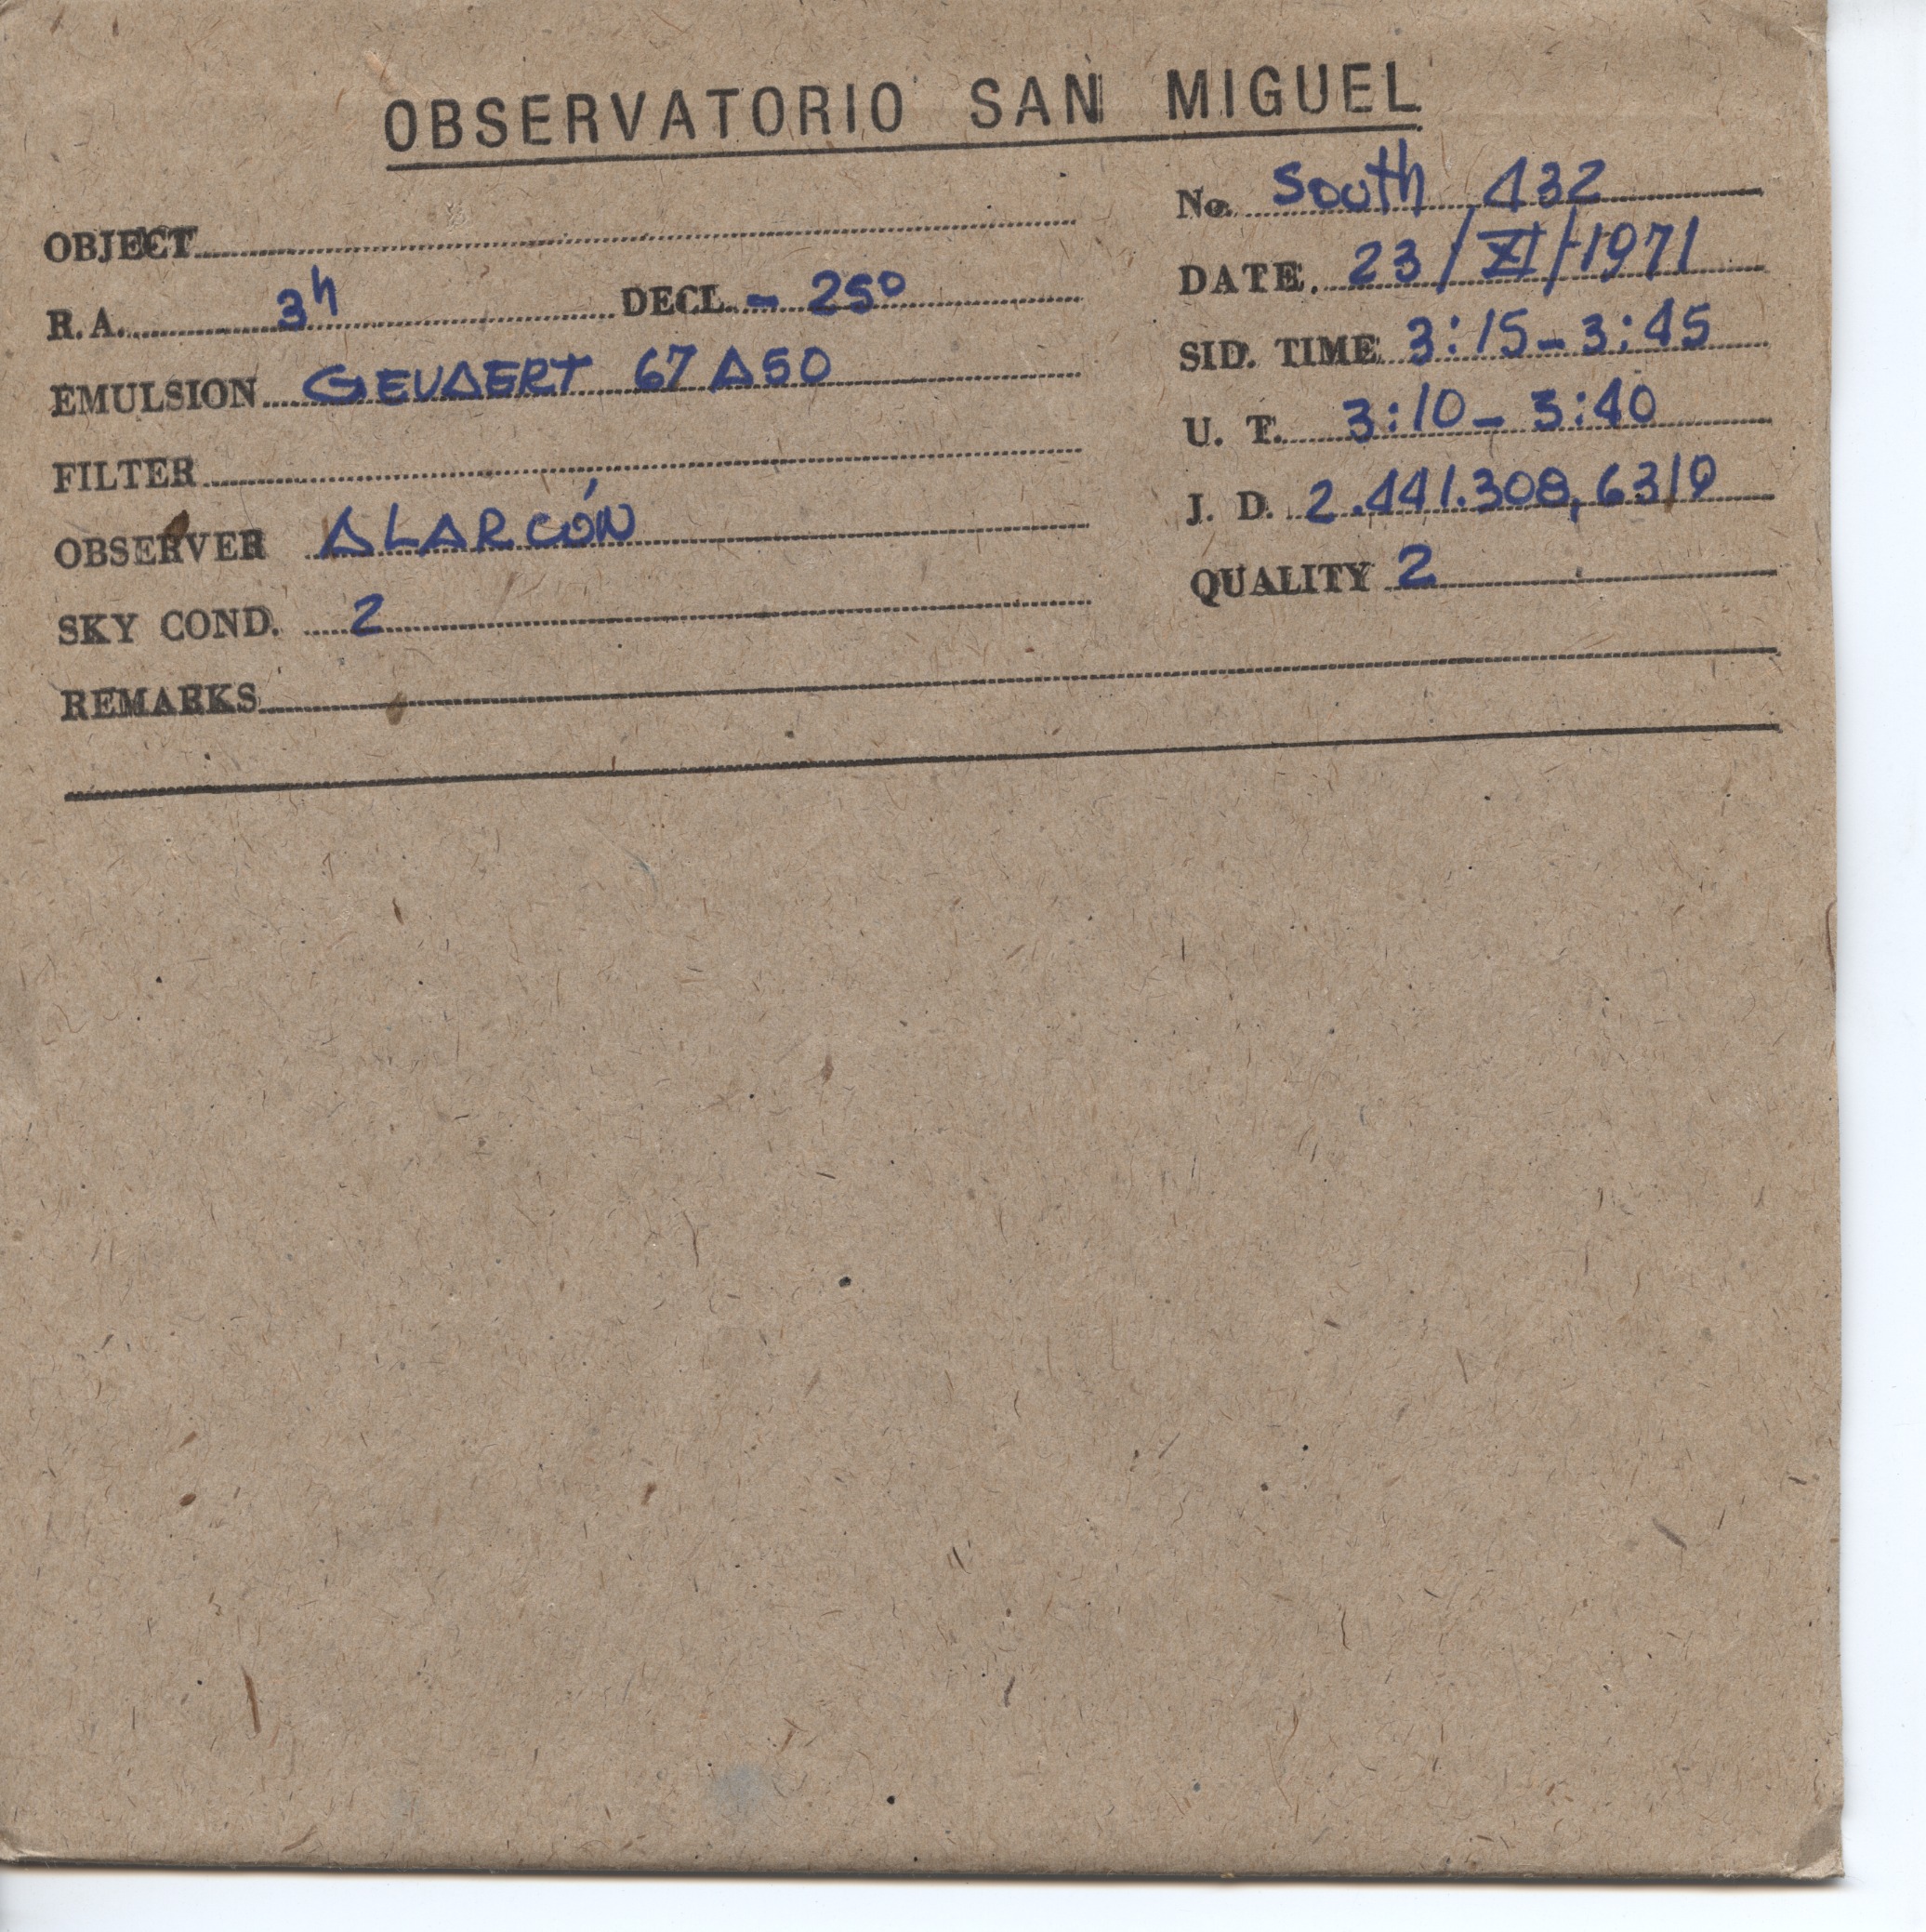 OBSERVATORIO SAN MIGUEL
No. South 432
OBJECT
DATE. 23/XI/1971
R.A. 3h DECL. - 25°
SID. TIME 3:15-3:45
EMULSION GEVAERT 67A50
U. T. 3:10-3:40
FILTER
J. D. 2.441.308,6319
OBSERVER ALARCÓN
QUALITY 2
SKY COND. 2
REMARKS